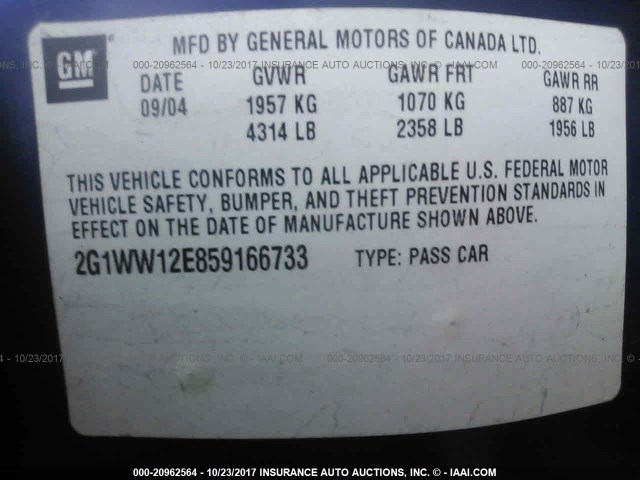 GM
MFD BY GENERAL MOTORS OF CANADA LTD.
DATE GVWR GAWR FRT GAWR RR
09/04 1957 KG 1070 KG 887 KG
4314 LB 2358 LB 1956 LB
THIS VEHICLE CONFORMS TO ALL APPLICABLE U.S. FEDERAL MOTOR
VEHICLE SAFETY, BUMPER, AND THEFT PREVENTION STANDARDS IN
EFFECT ON THE DATE OF MANUFACTURE SHOWN ABOVE.
2G1WW12E859166733 TYPE: PASS CAR
000-20962564 - 10/23/2017 INSURANCE AUTO AUCTIONS, INC. - © IAAI.COM